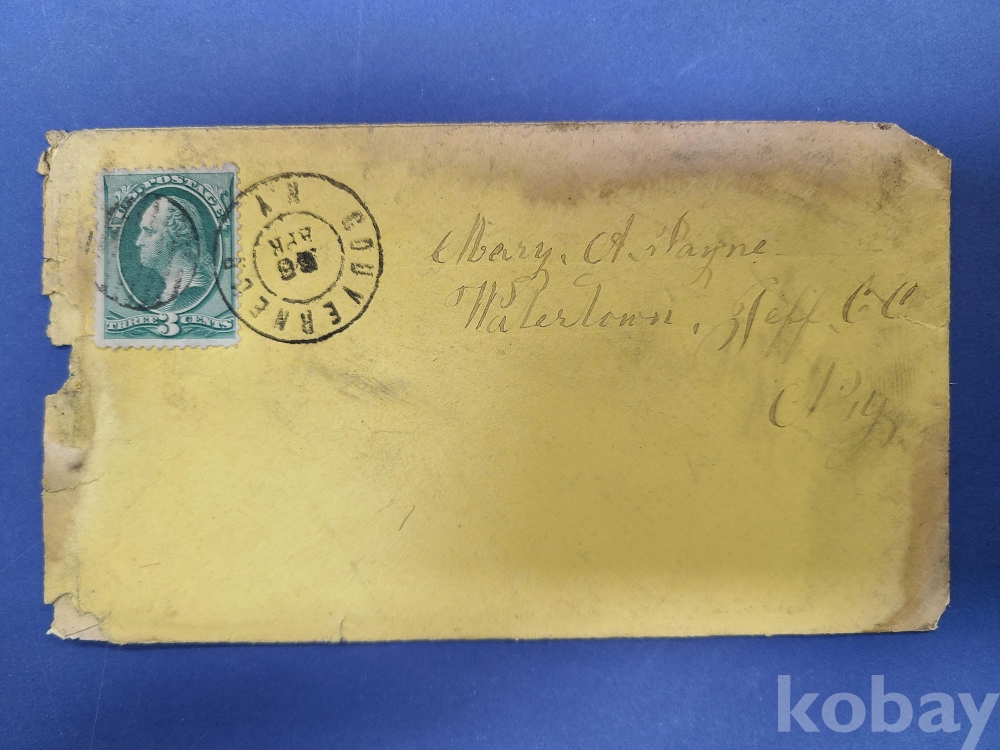 U.S. POSTAGE
THREE 3 CENTS
GOUVERNEUR N.Y.
APR
Mary. A. Payne
Watertown, Jeff. CO
N.y.
kobay